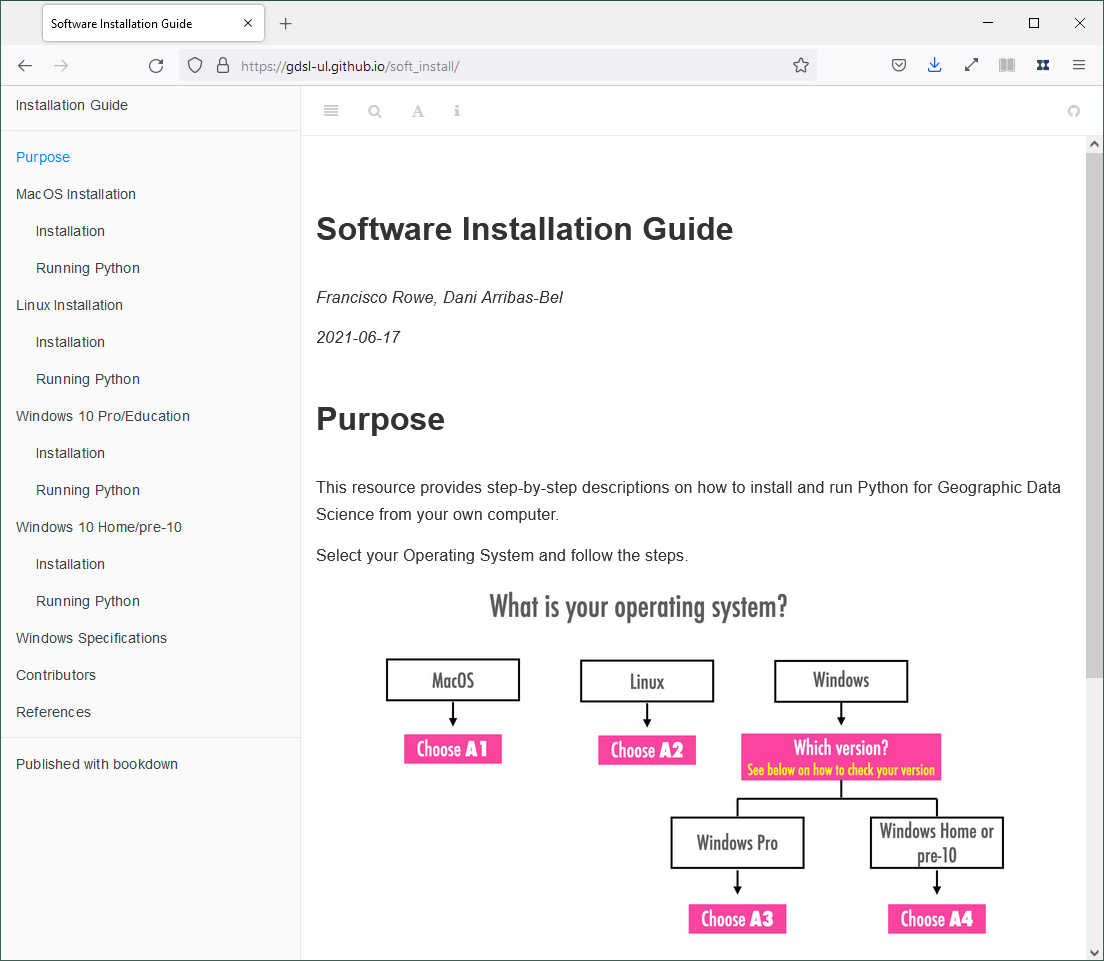 Software Installation Guide
https://gdsl-ul.github.io/soft_install/
Installation Guide
Purpose
MacOS Installation
Installation
Running Python
Linux Installation
Installation
Running Python
Windows 10 Pro/Education
Installation
Running Python
Windows 10 Home/pre-10
Installation
Running Python
Windows Specifications
Contributors
References
Published with bookdown
A
i
Software Installation Guide
Francisco Rowe, Dani Arribas-Bel
2021-06-17
Purpose
This resource provides step-by-step descriptions on how to install and run Python for Geographic Data
Science from your own computer.
Select your Operating System and follow the steps.
What is your operating system?
MacOS
Linux
Windows
Choose A1
Choose A2
Which version?
See below on how to check your version
Windows Pro
Windows Home or
pre-10
Choose A3
Choose A4